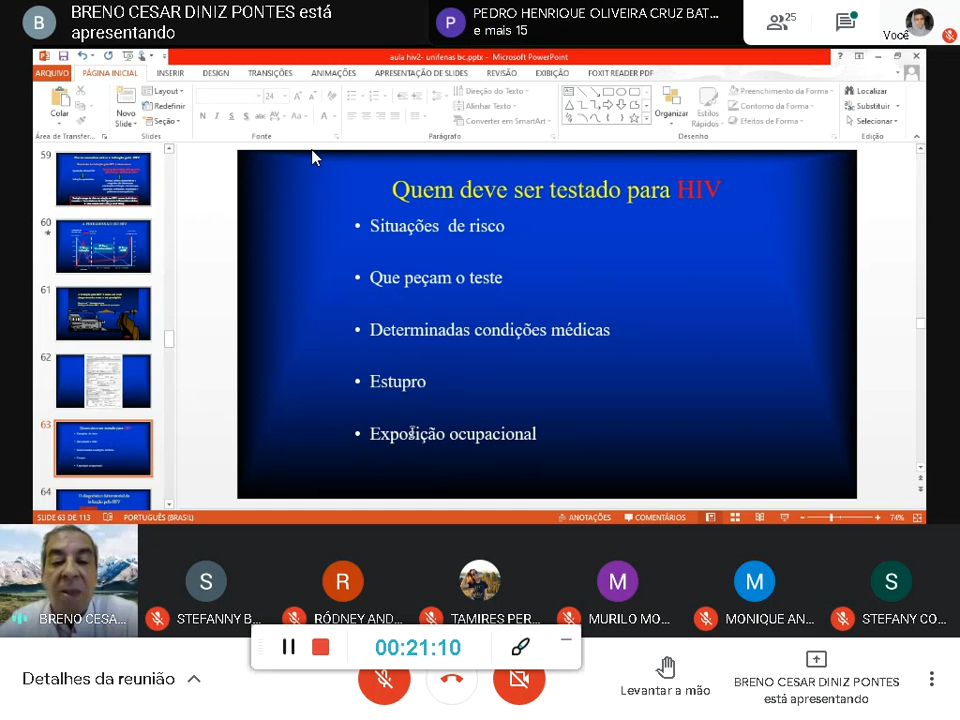 B
BRENO CESAR DINIZ PONTES está
apresentando
P
PEDRO HENRIQUE OLIVEIRA CRUZ BAT...
e mais 15
25
Você
aula hiv2- unifenas bc.pptx - Microsoft PowerPoint
ARQUIVO PÁGINA INICIAL INSERIR DESIGN TRANSIÇÕES ANIMAÇÕES APRESENTAÇÃO DE SLIDES REVISÃO EXIBIÇÃO FOXIT READER PDF
Layout
Redefinir
Seção
Colar
Novo
Slide
24
N I S S abc AV Aa A
Direção do Texto
Alinhar Texto
Converter em SmartArt
Organizar
Estilos
Rápidos
Preenchimento da Forma
Contorno da Forma
Efeitos de Forma
Localizar
Substituir
Selecionar
Área de Transfer...
Slides
Fonte
Parágrafo
Desenho
Edição
59
60
61
62
63
64
Quem deve ser testado para HIV
• Situações de risco
• Que peçam o teste
• Determinadas condições médicas
• Estupro
• Exposição ocupacional
SLIDE 63 DE 113 PORTUGUÊS (BRASIL)
ANOTAÇÕES COMENTÁRIOS 74%
S
R
M
M
S
BRENO CESA... STEFANNY B... RÓDNEY AND... TAMIRES PER... MURILO MO... MONIQUE AN... STEFANY CO...
00:21:10
Detalhes da reunião
Levantar a mão
BRENO CESAR DINIZ PONTES
está apresentando